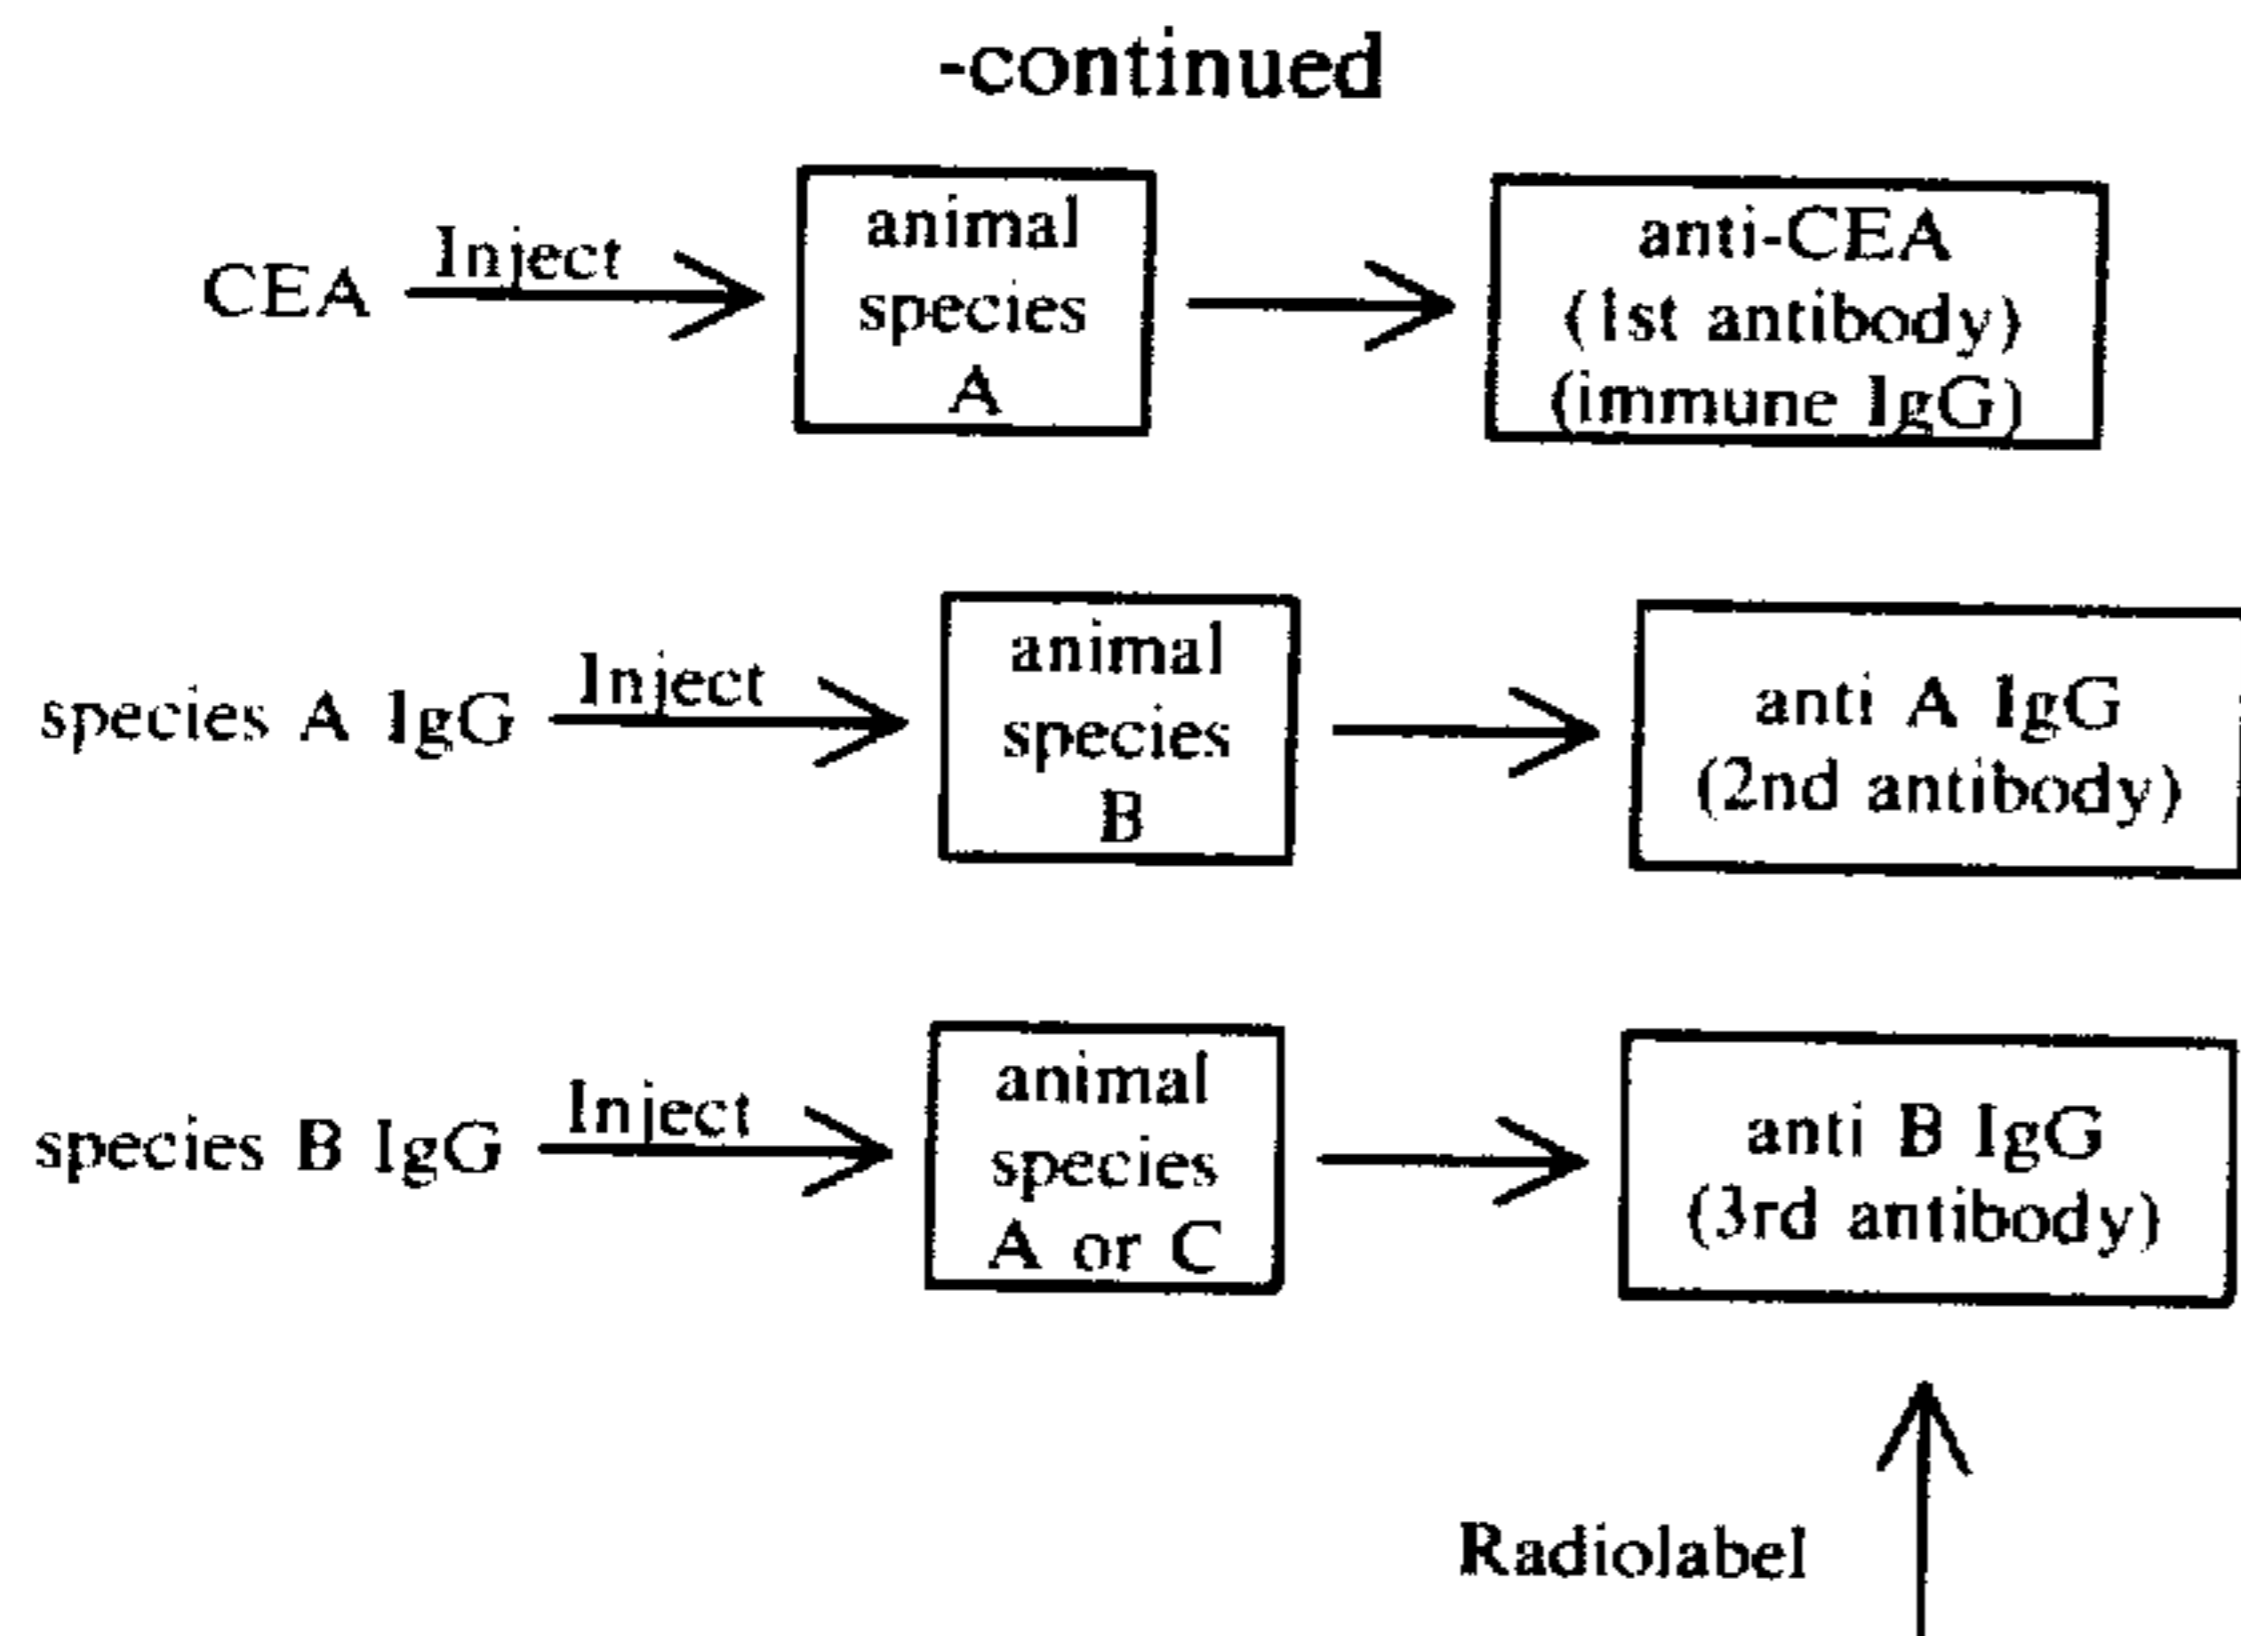 -continued
CEA
Inject
animal
species
A
anti-CEA
(1st antibody)
(immune IgG)
species A IgG
Inject
animal
species
B
anti A IgG
(2nd antibody)
species B IgG
Inject
animal
species
A or C
anti B IgG
(3rd antibody)
Radiolabel